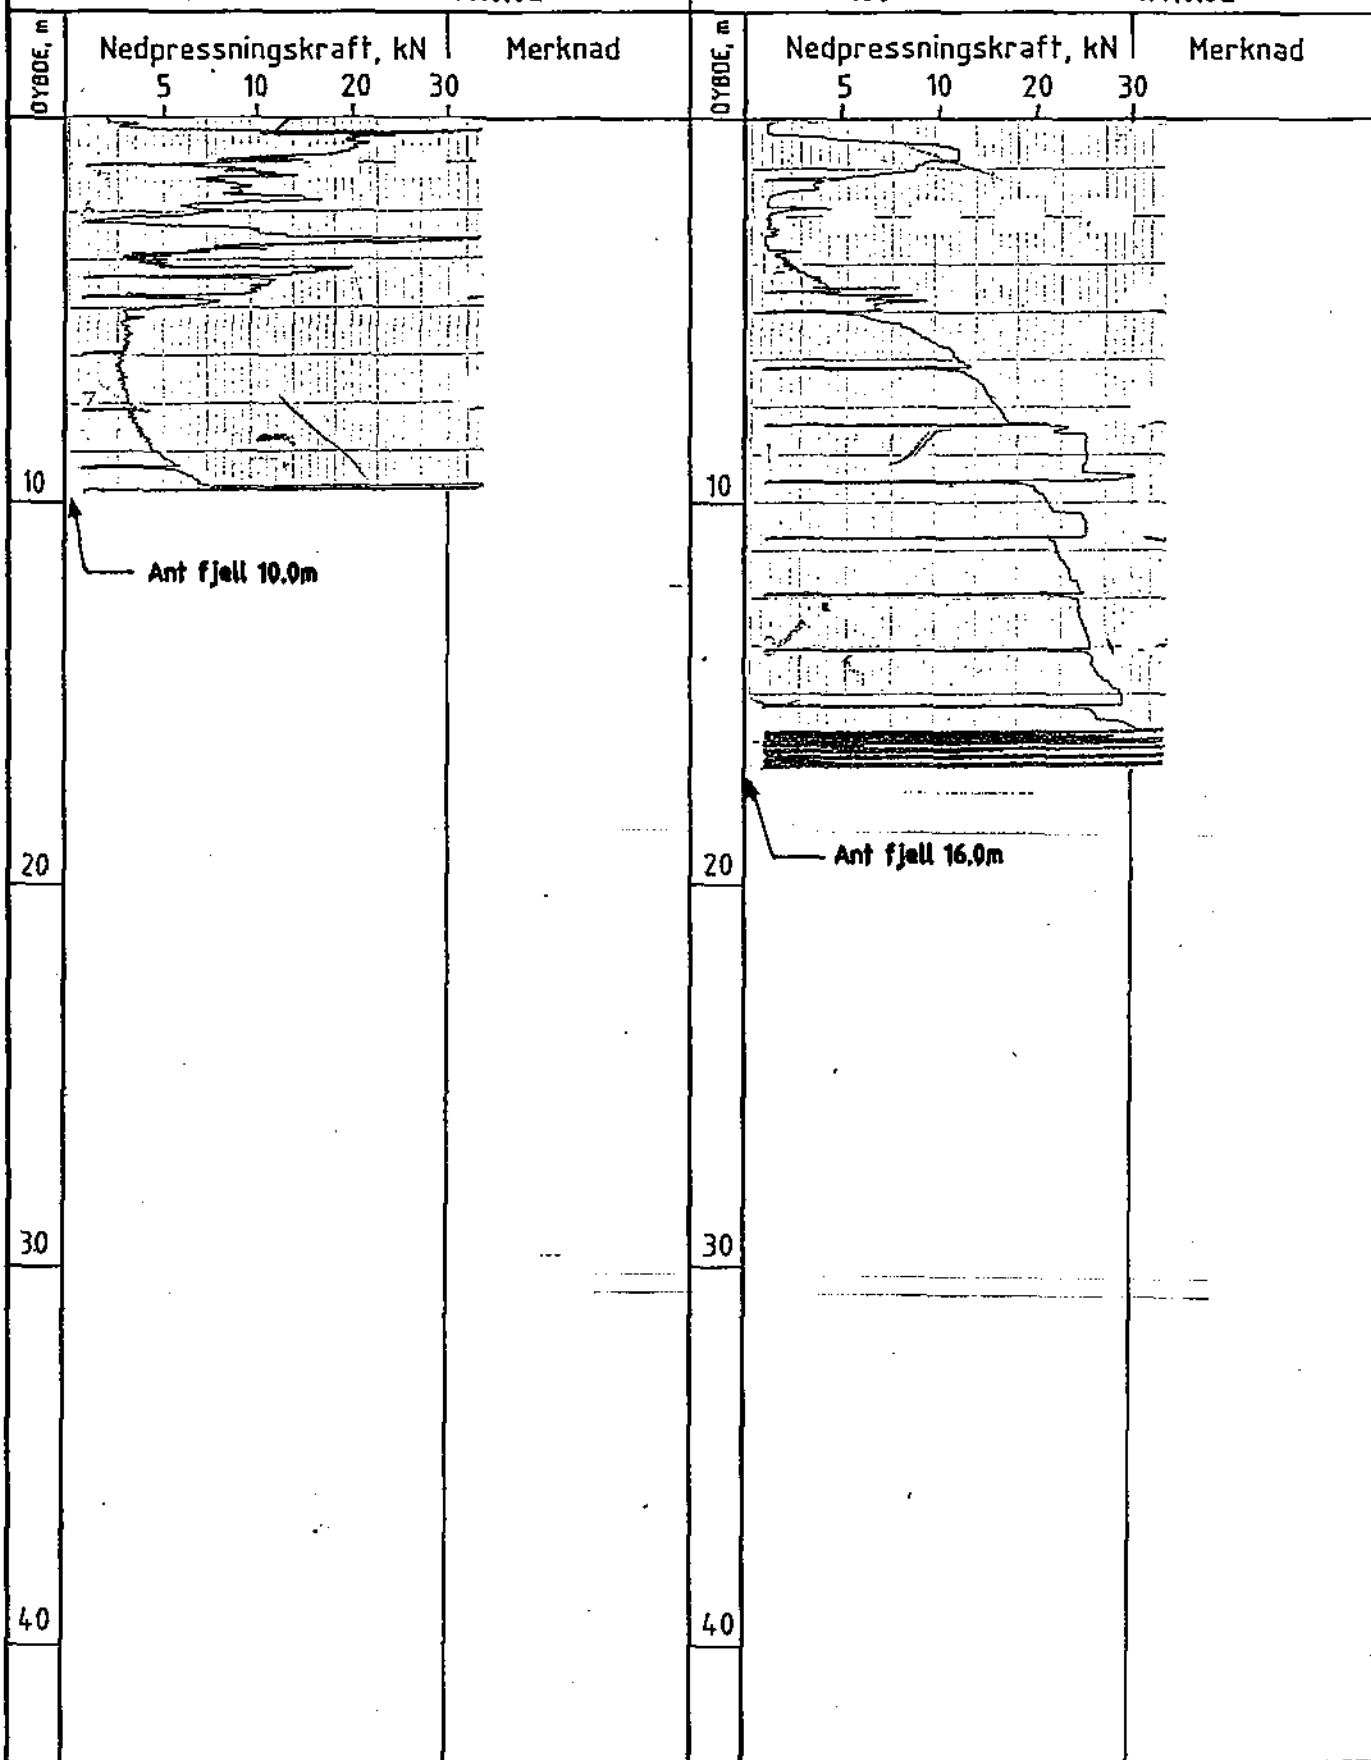 DYBDE, m
Nedpressningskraft, kN
Merknad
5 10 20 30
10
Ant fjell 10.0m
20
30
40
DYBDE, m
Nedpressningskraft, kN
Merknad
5 10 20 30
10
Ant fjell 16.0m
20
30
40